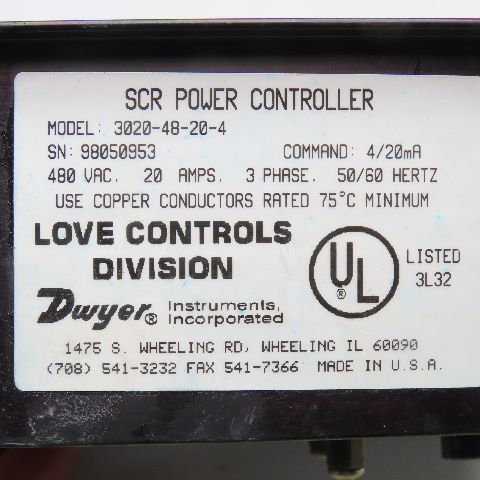 SCR POWER CONTROLLER
MODEL: 3020-48-20-4
SN: 98050953 COMMAND: 4/20mA
480 VAC. 20 AMPS. 3 PHASE. 50/60 HERTZ
USE COPPER CONDUCTORS RATED 75°C MINIMUM
LOVE CONTROLS
DIVISION
UL ® LISTED
3L32
Dwyer® Instruments,
Incorporated
1475 S. WHEELING RD, WHEELING IL 60090
(708) 541-3232 FAX 541-7366 MADE IN U.S.A.